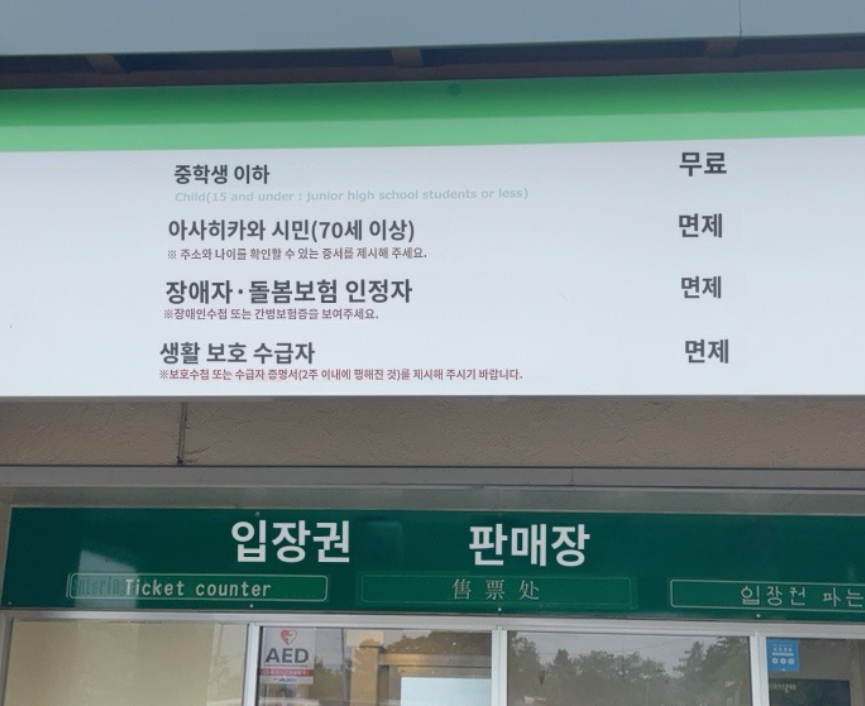 중학생 이하 무료
Child(15 and under : junior high school students or less)
아사히카와 시민(70세 이상) 면제
※ 주소와 나이를 확인할 수 있는 증서를 제시해 주세요.
장애자·돌봄보험 인정자 면제
※장애인수첩 또는 간병보험증을 보여주세요.
생활 보호 수급자 면제
※보호수첩 또는 수급자 증명서(2주 이내에 행해진 것)를 제시해 주시기 바랍니다.
입장권 판매장
Ticket counter 售票处 입장권 파는
AED